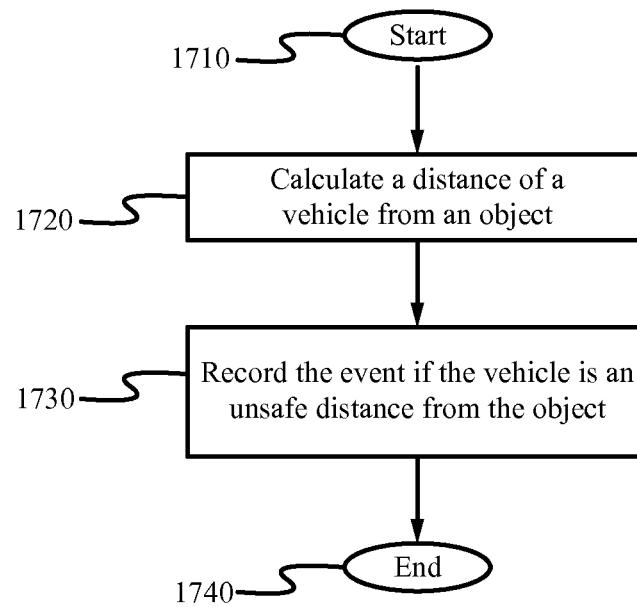 Start
1710
Calculate a distance of a
vehicle from an object
1720
Record the event if the vehicle is an
unsafe distance from the object
1730
End
1740